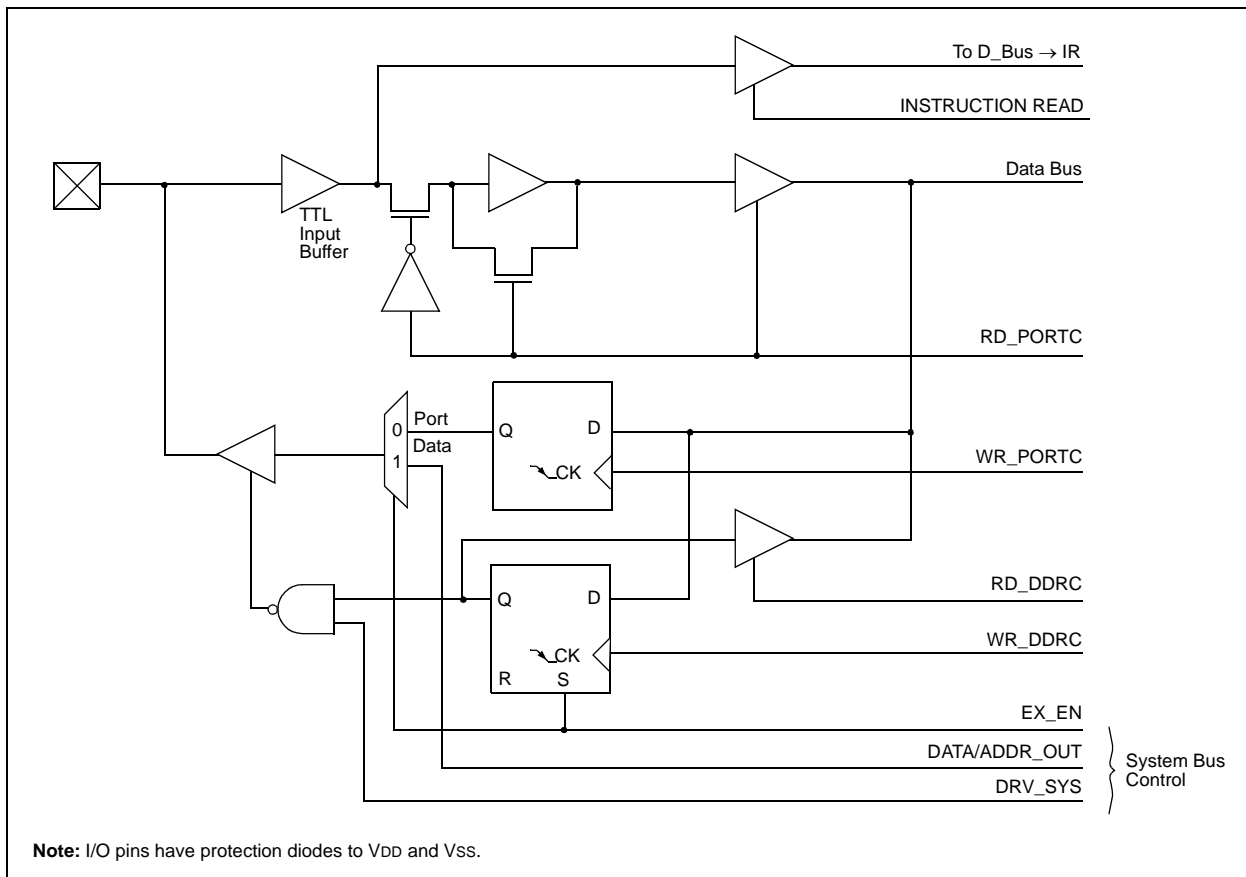 To D_Bus → IR
INSTRUCTION READ
Data Bus
TTL
Input
Buffer
RD_PORTC
0
Port
Data
1
Q
D
CK
WR_PORTC
RD_DDRC
Q
D
CK
R
S
WR_DDRC
EX_EN
DATA/ADDR_OUT
DRV_SYS
System Bus
Control
Note: I/O pins have protection diodes to VDD and VSS.